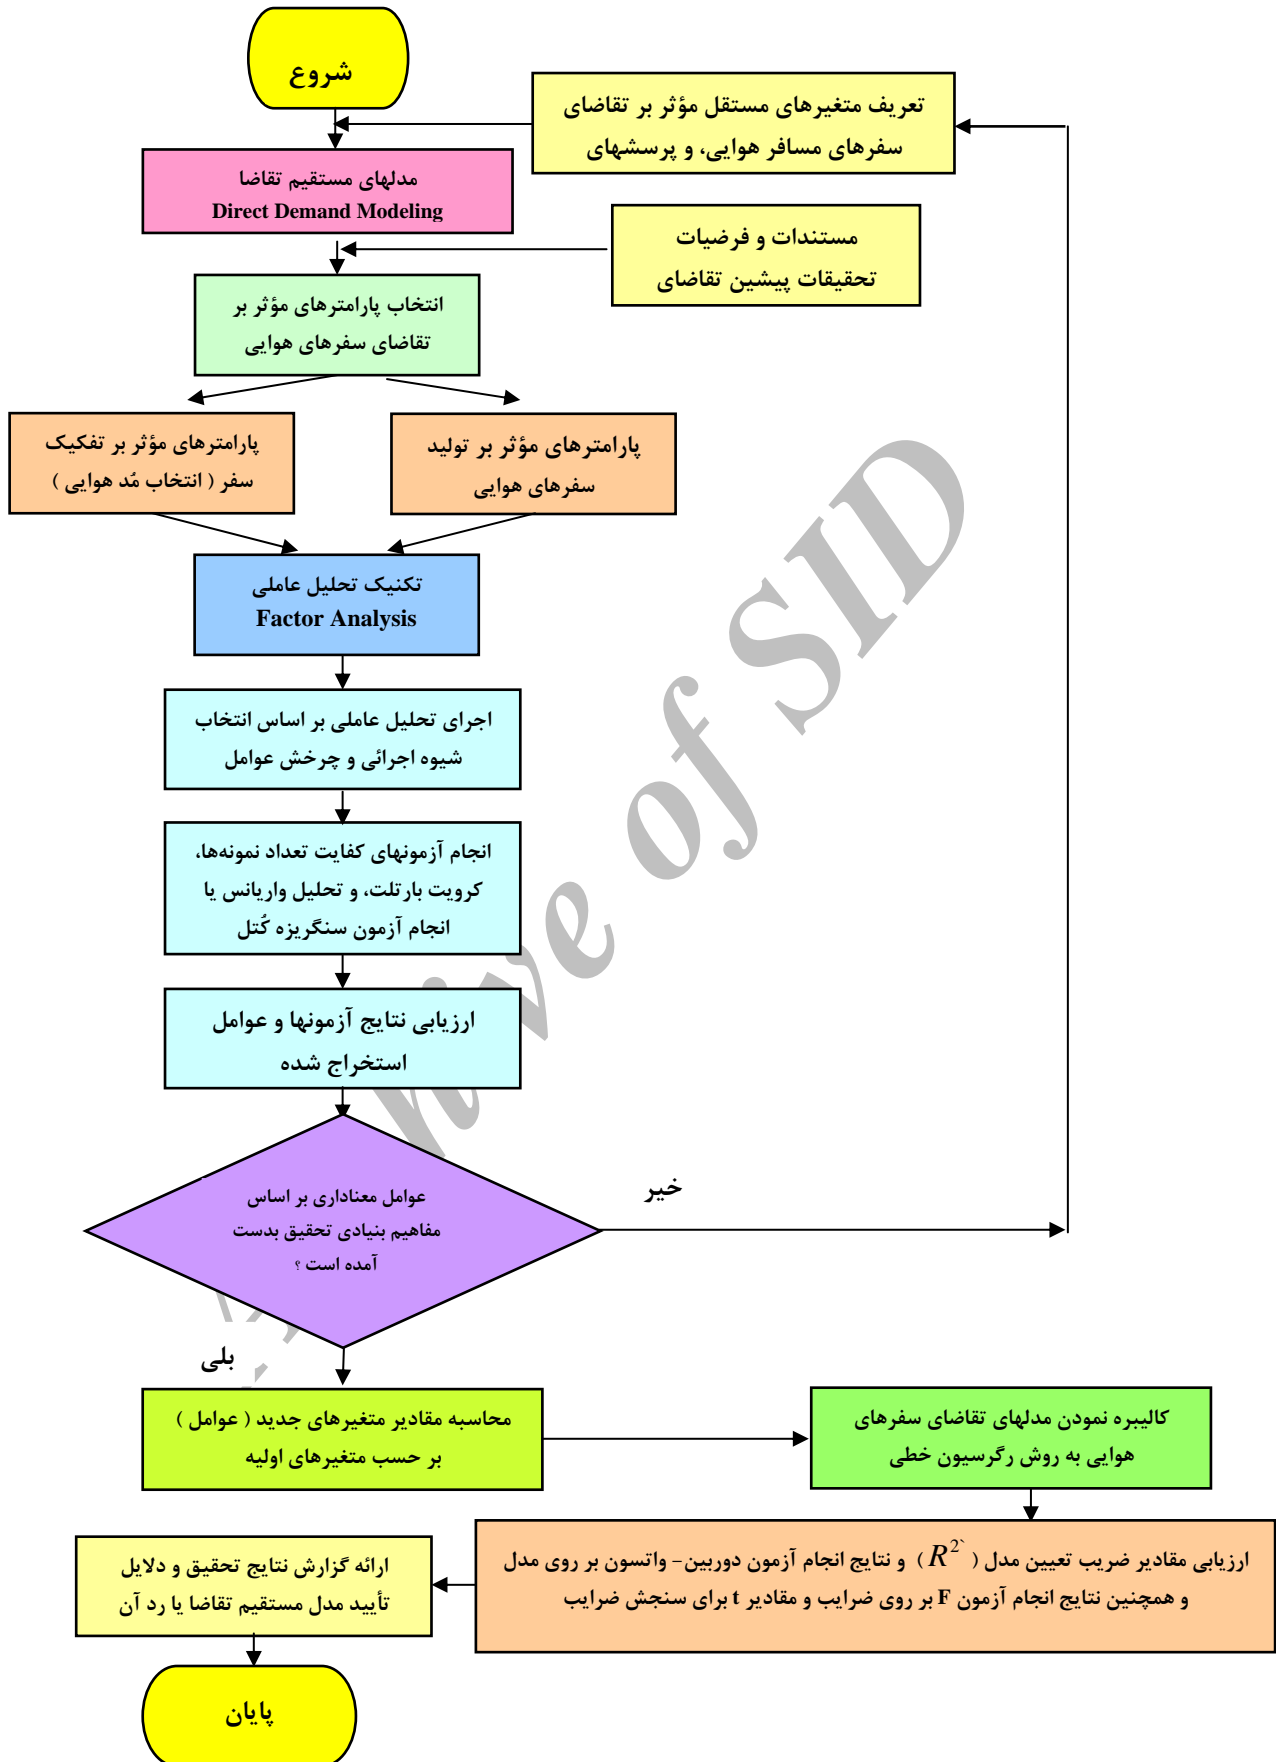 شروع
تعریف متغیرهای مستقل مؤثر بر تقاضای
سفرهای مسافر هوایی، و پرسشهای
مدلهای مستقیم تقاضا
Direct Demand Modeling
مستندات و فرضیات
تحقیقات پیشین تقاضای
انتخاب پارامترهای مؤثر بر
تقاضای سفرهای هوایی
پارامترهای مؤثر بر تولید
سفرهای هوایی
پارامترهای مؤثر بر تفکیک
سفر ( انتخاب مُد هوایی )
تکنیک تحلیل عاملی
Factor Analysis
اجرای تحلیل عاملی بر اساس انتخاب
شیوه اجرائی و چرخش عوامل
انجام آزمونهای کفایت تعداد نمونه‌ها،
کرویت بارتلت، و تحلیل واریانس یا
انجام آزمون سنگریزه کُتل
ارزیابی نتایج آزمونها و عوامل
استخراج شده
عوامل معناداری بر اساس
مفاهیم بنیادی تحقیق بدست
آمده است ؟
خیر
بلی
محاسبه مقادیر متغیرهای جدید ( عوامل )
بر حسب متغیرهای اولیه
کالیبره نمودن مدلهای تقاضای سفرهای
هوایی به روش رگرسیون خطی
ارزیابی مقادیر ضریب تعیین مدل ( R²` ) و نتایج انجام آزمون دوربین- واتسون بر روی مدل
و همچنین نتایج انجام آزمون F بر روی ضرایب و مقادیر t برای سنجش ضرایب
ارائه گزارش نتایج تحقیق و دلایل
تأیید مدل مستقیم تقاضا یا رد آن
پایان
Archive of SID